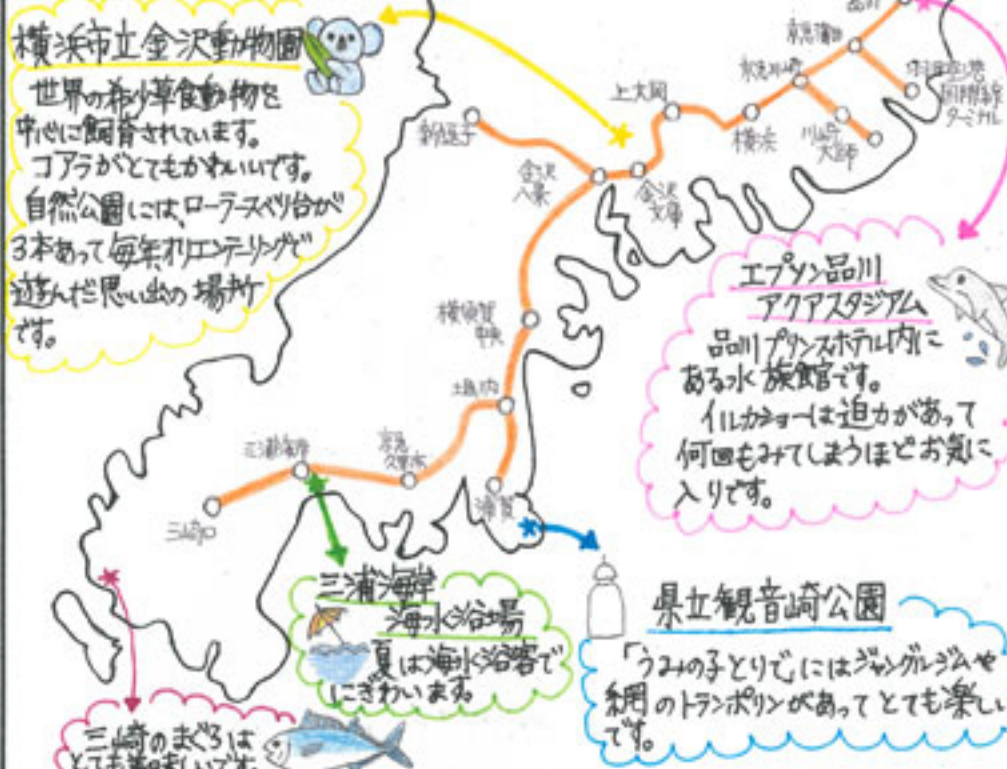 横浜市立金沢動物園
世界の希少草食動物を
中心に飼育されています。
コアラがとてもかわいいです。
自然公園には、ローラースベリ台が
3本あって毎年オリエンテーリングで
遊んだ思い出の場所
です。
品川
京急蒲田
羽田空港
国際線
ターミナル
京急川崎
川崎
大師
横浜
上大岡
金沢
文庫
金沢
八景
新逗子
横須賀
中央
堀ノ内
京急
久里浜
三浦海岸
三崎口
浦賀
エプソン品川
アクアスタジアム
品川プリンスホテル内に
ある水族館です。
イルカショーは迫力があって
何回もみてしまうほどお気に
入りです。
三浦海岸
海水浴場
夏は海水浴客で
にぎわいます。
県立観音崎公園
「うみの子とりで」にはジャングルジムや
網のトランポリンがあってとても楽しい
です。
三崎のまぐろは
とても美味しいです